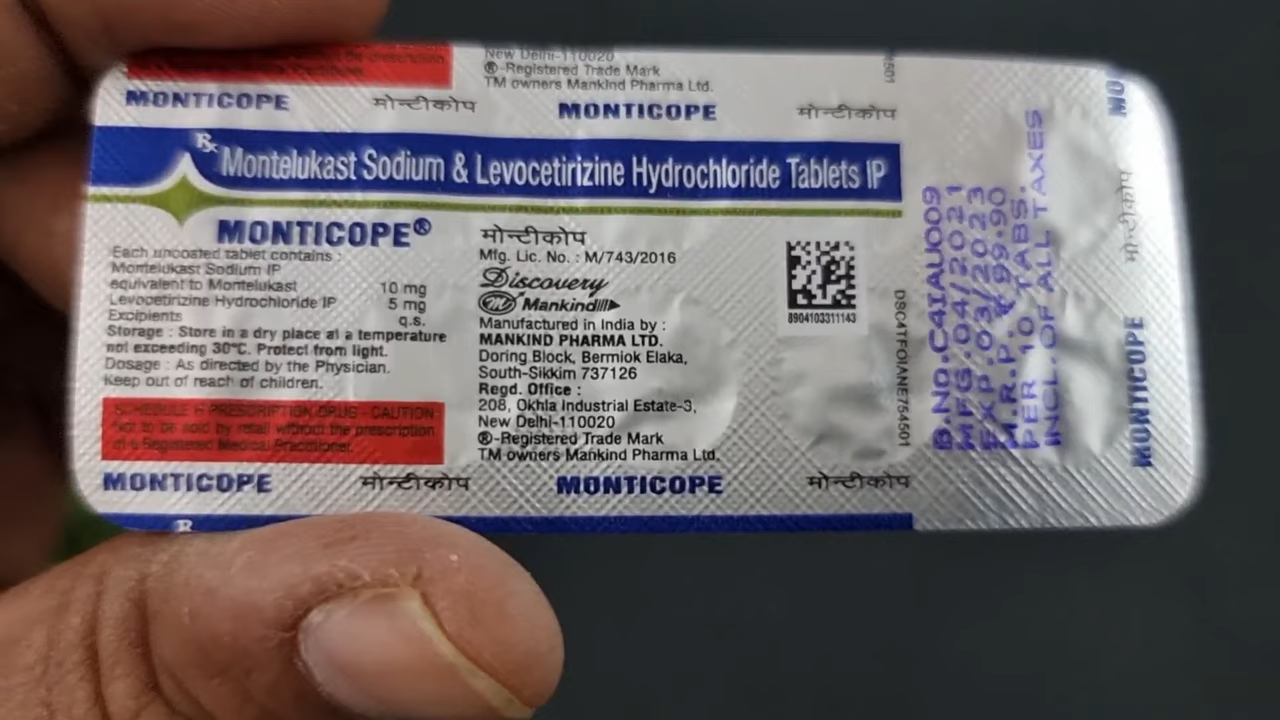 New Delhi-110020
®-Registered Trade Mark
TM owners Mankind Pharma Ltd.
MONTICOPE मोन्टीकोप MONTICOPE मोन्टीकोप
Rx Montelukast Sodium & Levocetirizine Hydrochloride Tablets IP
MONTICOPE®
Each uncoated tablet contains :
Montelukast Sodium IP
equivalent to Montelukast 10 mg
Levocetirizine Hydrochloride IP 5 mg
Excipients q.s.
Storage : Store in a dry place at a temperature
not exceeding 30°C. Protect from light.
Dosage : As directed by the Physician.
Keep out of reach of children.
SCHEDULE H PRESCRIPTION DRUG - CAUTION
Not to be sold by retail without the prescription
of a Registered Medical Practitioner.
मोन्टीकोप
Mfg. Lic. No. : M/743/2016
Discovery
Mankind
Manufactured in India by :
MANKIND PHARMA LTD.
Doring Block, Bermiok Elaka,
South-Sikkim 737126
Regd. Office :
208, Okhla Industrial Estate-3,
New Delhi-110020
®-Registered Trade Mark
TM owners Mankind Pharma Ltd.
8904103311143
MONTICOPE मोन्टीकोप MONTICOPE मोन्टीकोप
Rx
B.NO.C4IAU009
MFG.04/2021
EXP.03/2023
M.R.P. ₹ 99.90
PER 10 TABS.
INCL. OF ALL TAXES
MONTICOPE मोन्टीकोप MO